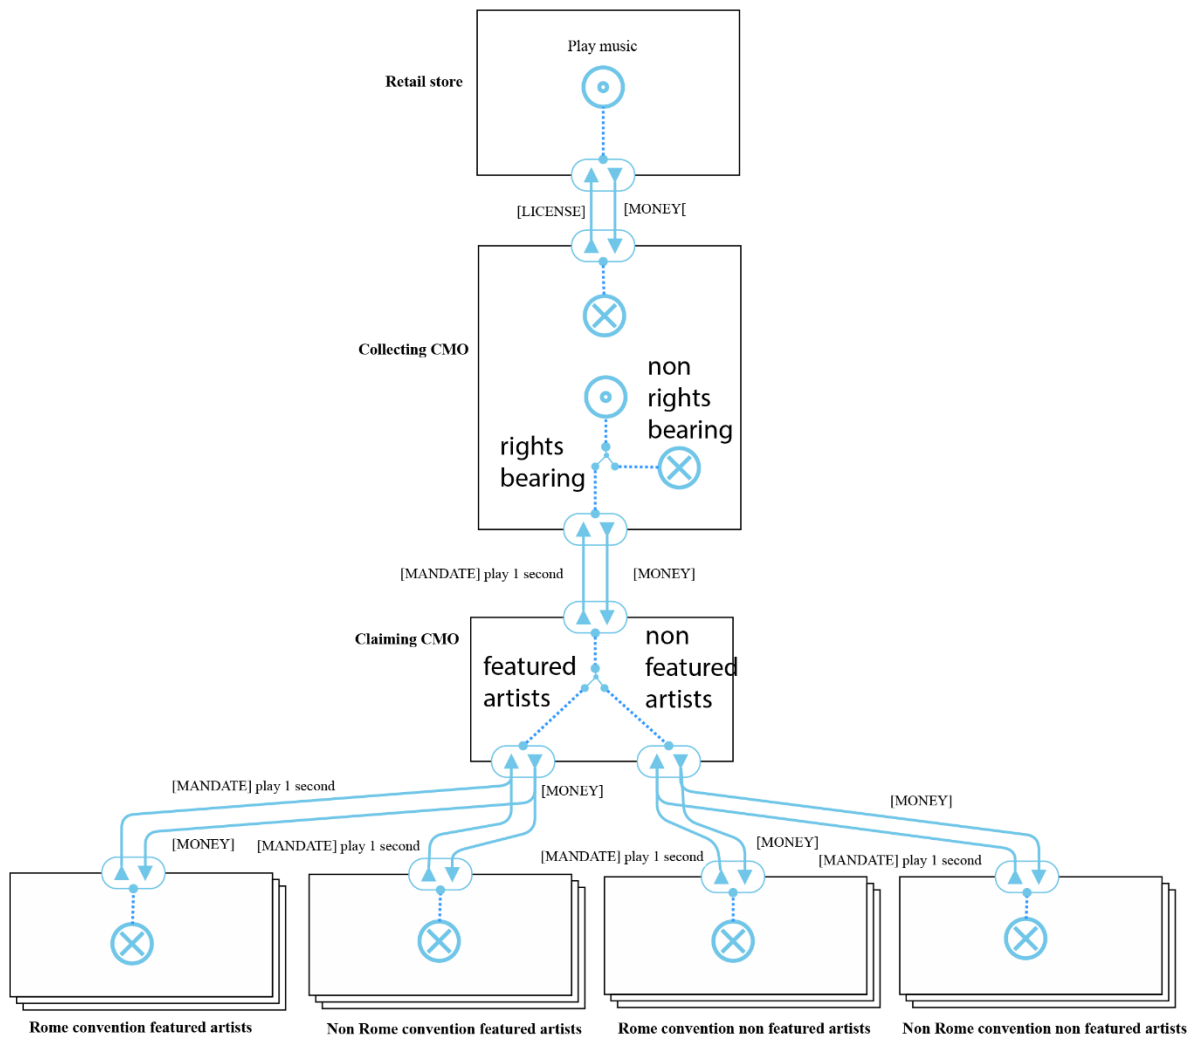 Play music
Retail store
[LICENSE]
[MONEY[
Collecting CMO
non
rights
bearing
rights
bearing
[MANDATE] play 1 second
[MONEY]
Claiming CMO
featured
artists
non
featured
artists
[MANDATE] play 1 second
[MONEY]
[MONEY]
[MONEY]
[MANDATE] play 1 second
[MONEY]
[MANDATE] play 1 second
[MANDATE] play 1 second
Rome convention featured artists
Non Rome convention featured artists
Rome convention non featured artists
Non Rome convention non featured artists